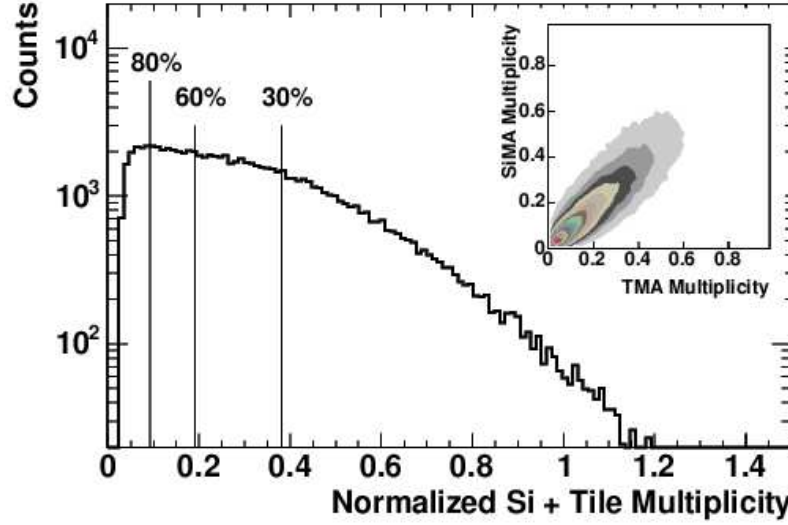 Counts
10⁴
10³
10²
80%
60%
30%
0 0.2 0.4 0.6 0.8 1 1.2 1.4
Normalized Si + Tile Multiplicity
SiMA Multiplicity
0.8
0.6
0.4
0.2
0
0 0.2 0.4 0.6 0.8
TMA Multiplicity